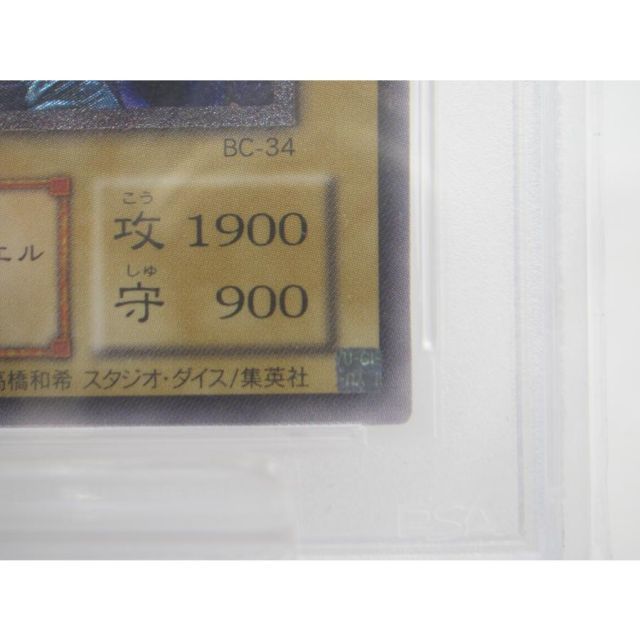 BC-34
こう
攻 1900
エル
しゅ
守 900
高橋和希 スタジオ・ダイス/集英社
PSA